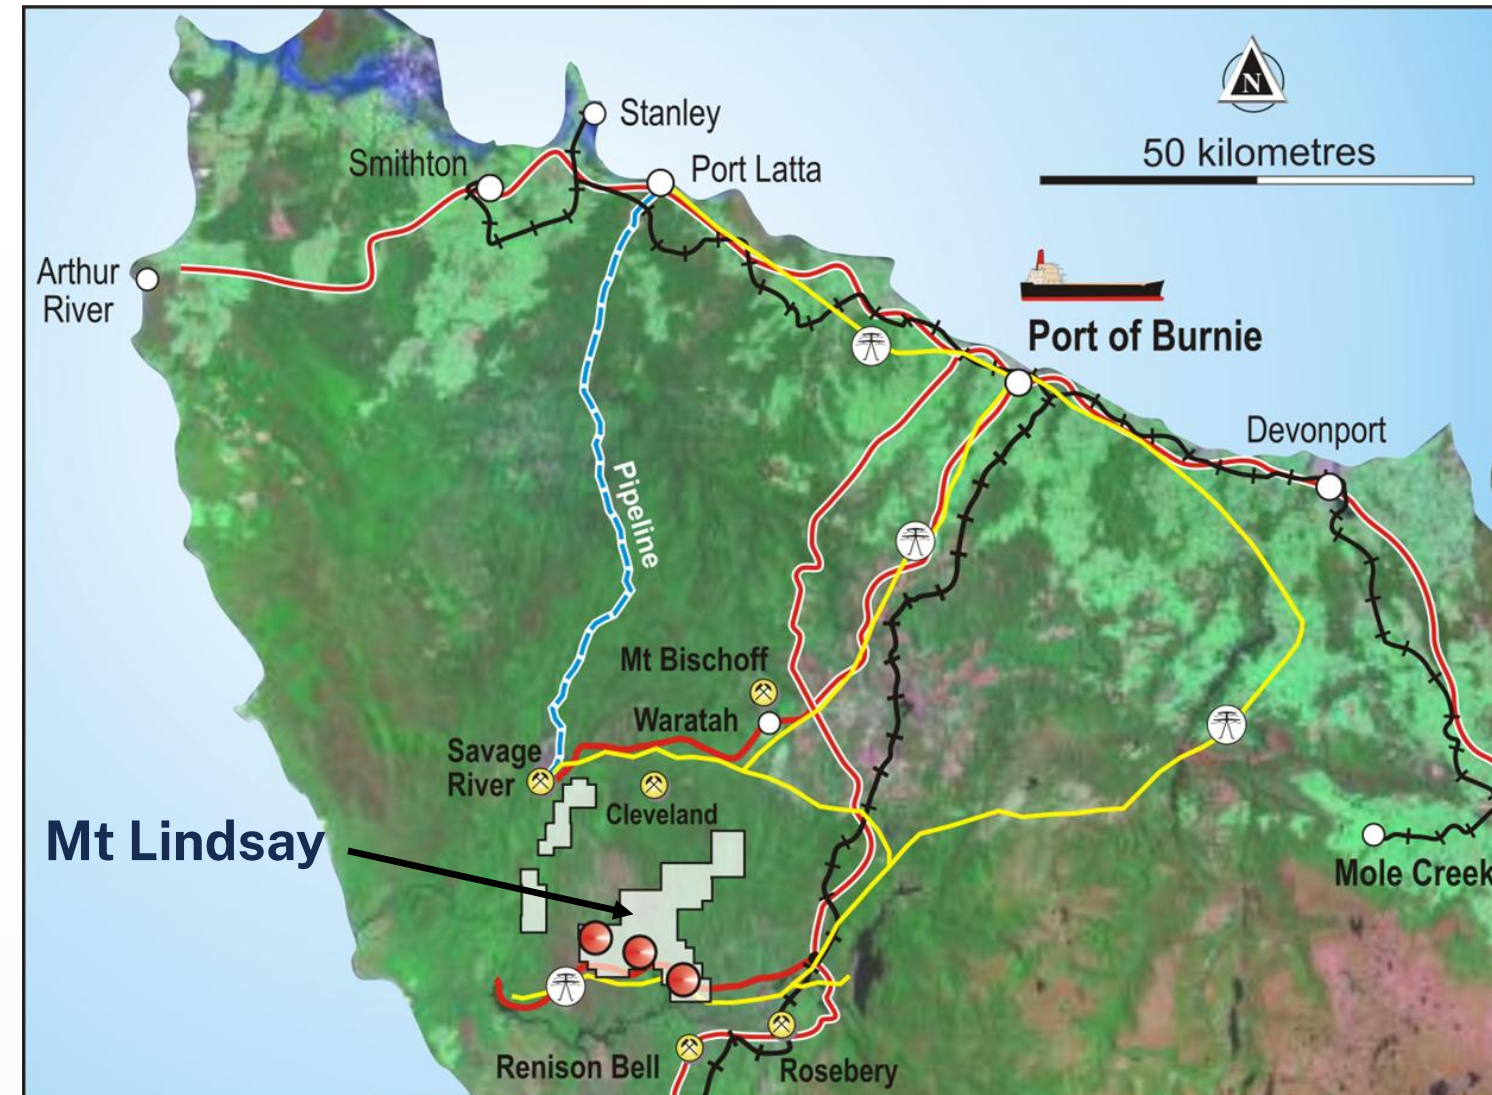 N
Stanley
50 kilometres
Smithton
Port Latta
Arthur
River
Port of Burnie
Devonport
Pipeline
Mt Bischoff
Waratah
Savage
River
Cleveland
Mt Lindsay
Mole Creek
Renison Bell
Rosebery